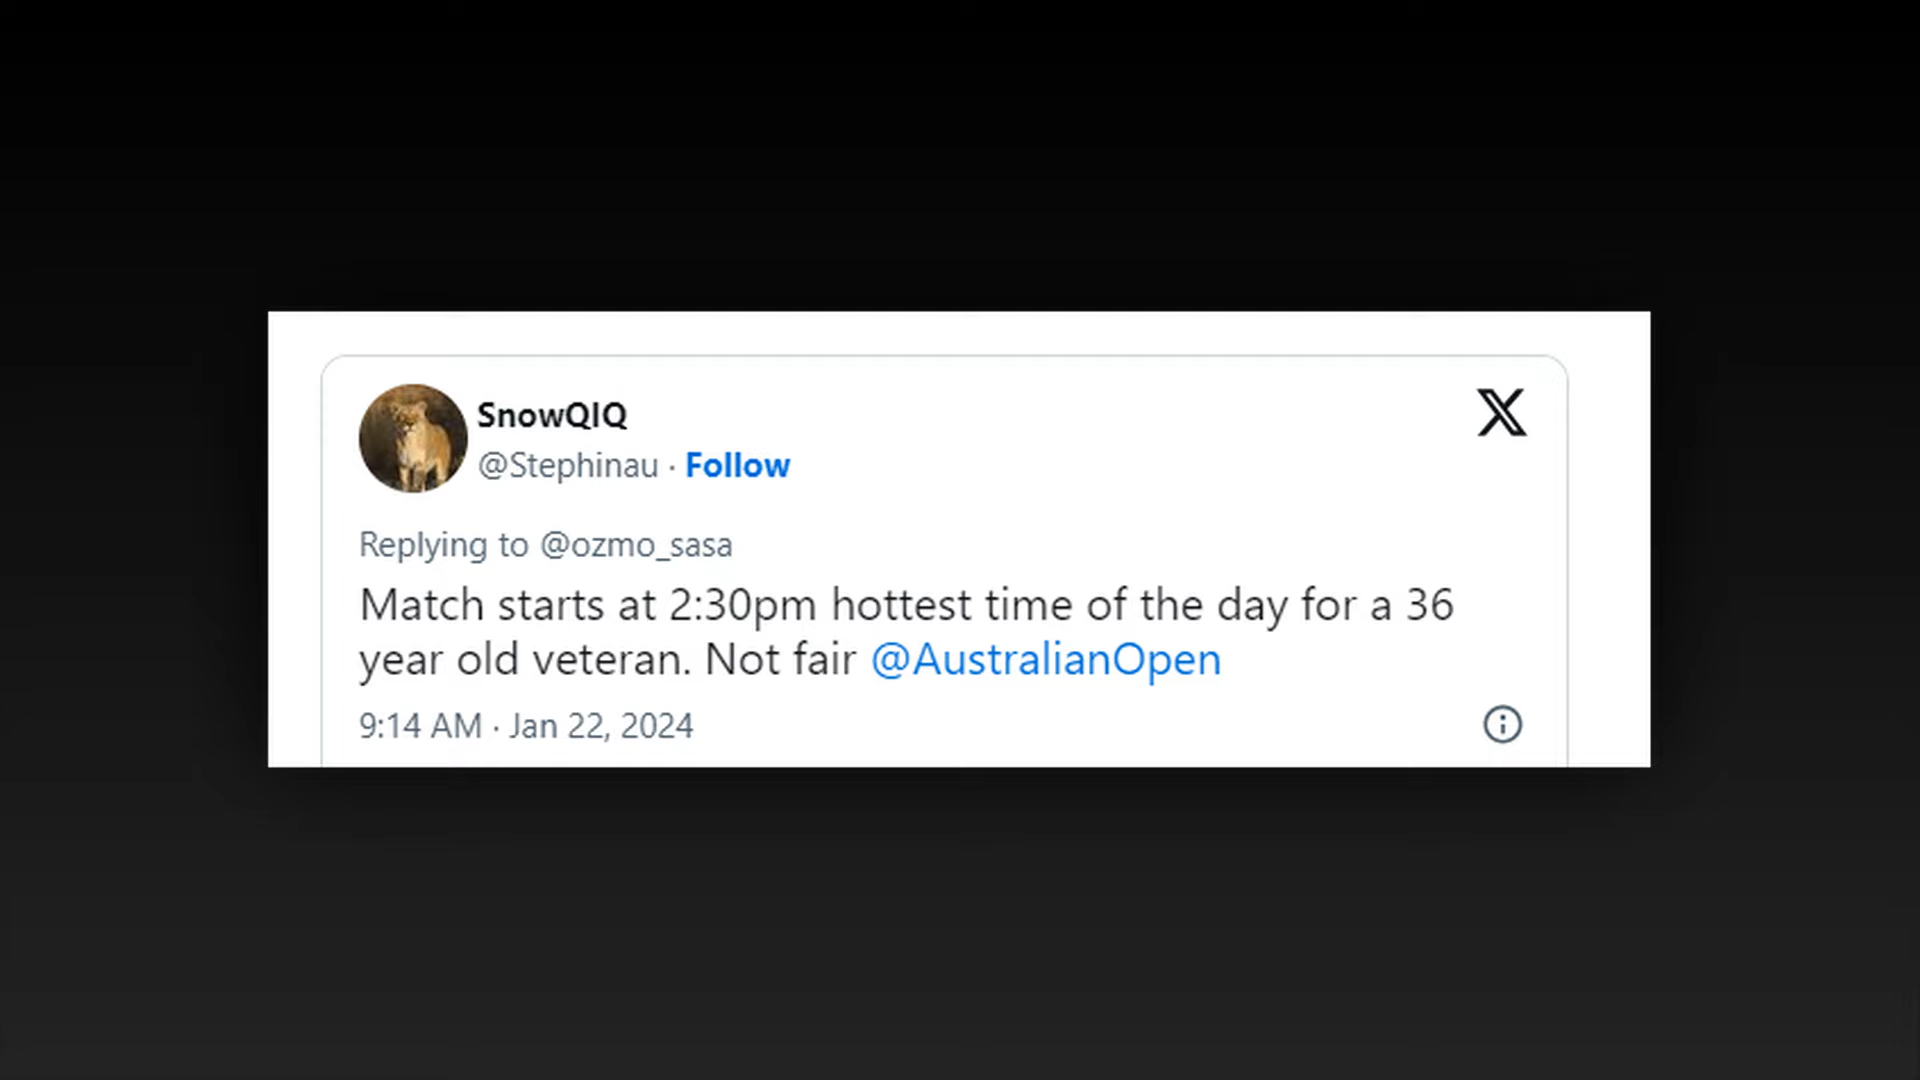 SnowQIQ
@Stephinau · Follow
Replying to @ozmo_sasa
Match starts at 2:30pm hottest time of the day for a 36
year old veteran. Not fair @AustralianOpen
9:14 AM · Jan 22, 2024